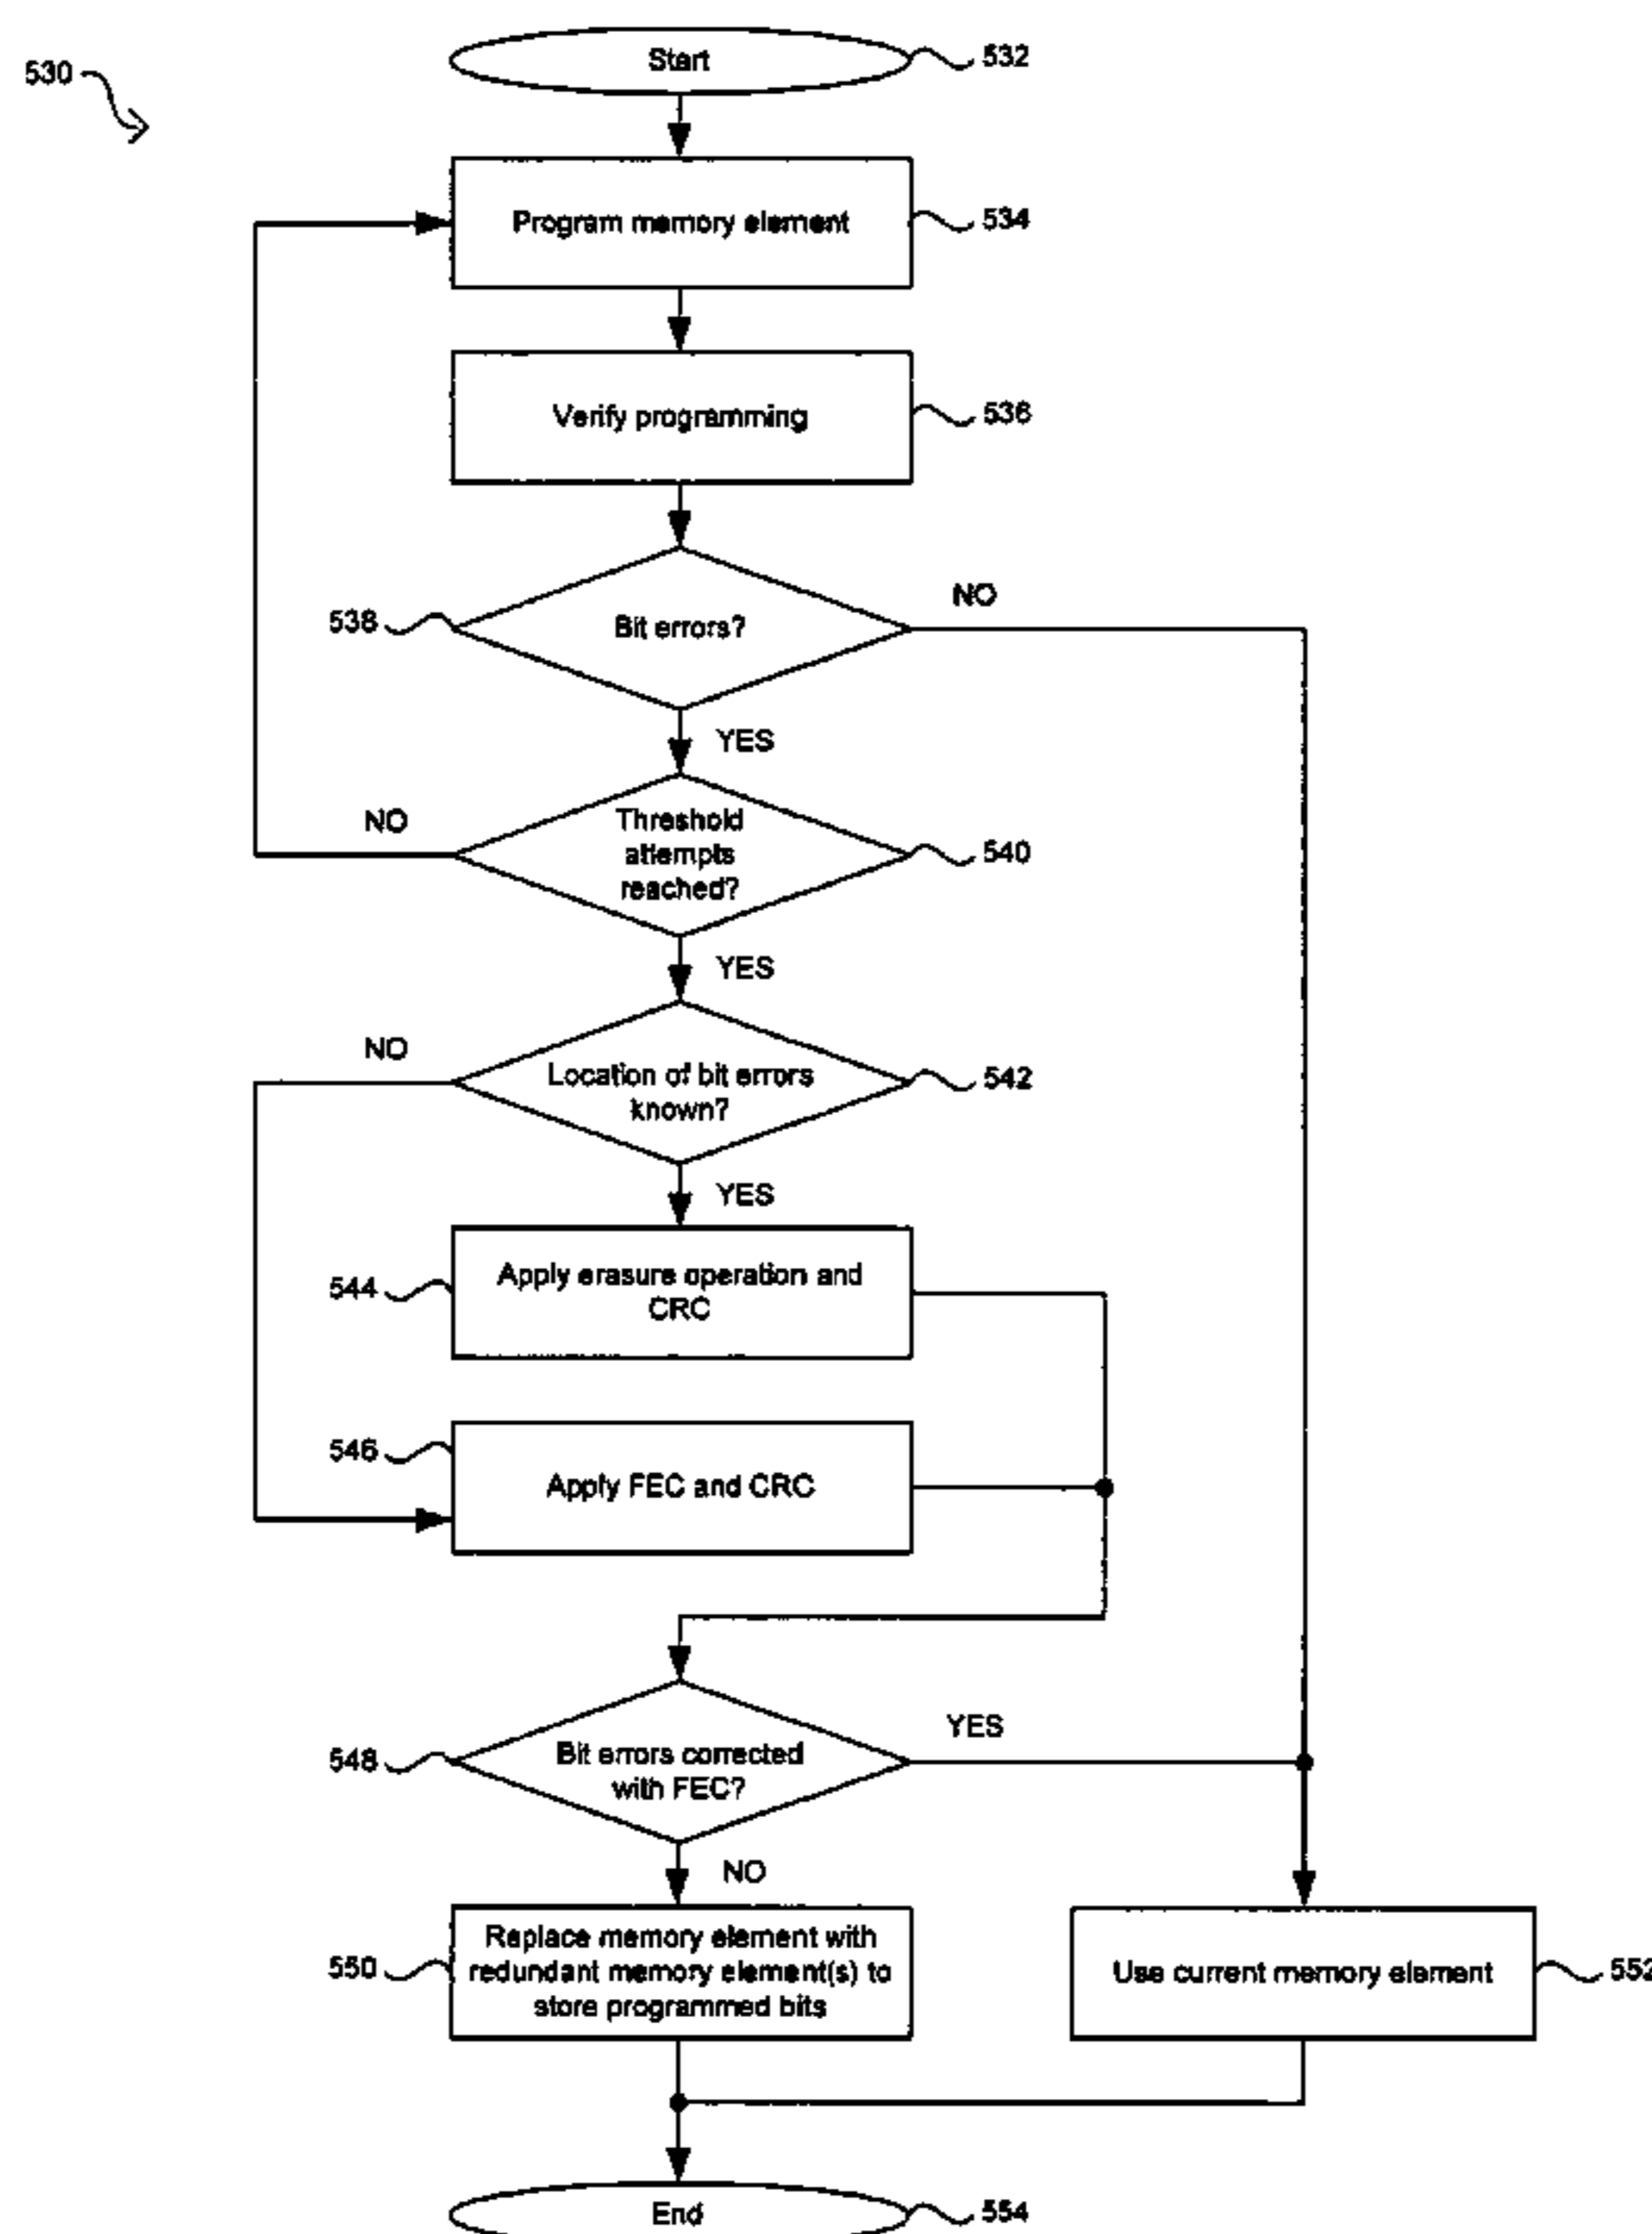 530
Start
532
Program memory element
534
Verify programming
536
538
Bit errors?
NO
YES
NO
Threshold
attempts
reached?
540
YES
NO
Location of bit errors
known?
542
YES
544
Apply erasure operation and
CRC
546
Apply FEC and CRC
548
Bit errors corrected
with FEC?
YES
NO
550
Replace memory element with
redundant memory element(s) to
store programmed bits
Use current memory element
552
End
554